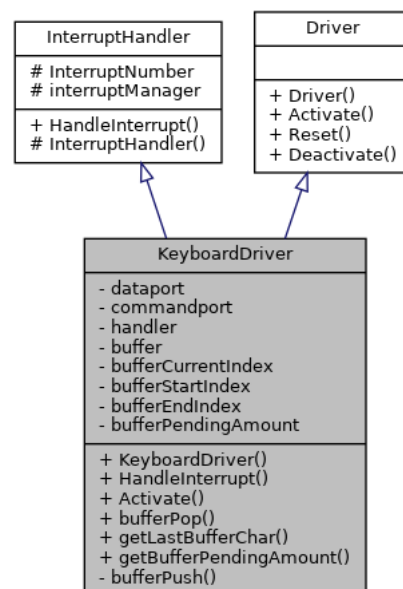 InterruptHandler
# InterruptNumber
# interruptManager
+ HandleInterrupt()
# InterruptHandler()
Driver
+ Driver()
+ Activate()
+ Reset()
+ Deactivate()
KeyboardDriver
- dataport
- commandport
- handler
- buffer
- bufferCurrentIndex
- bufferStartIndex
- bufferEndIndex
- bufferPendingAmount
+ KeyboardDriver()
+ HandleInterrupt()
+ Activate()
+ bufferPop()
+ getLastBufferChar()
+ getBufferPendingAmount()
- bufferPush()